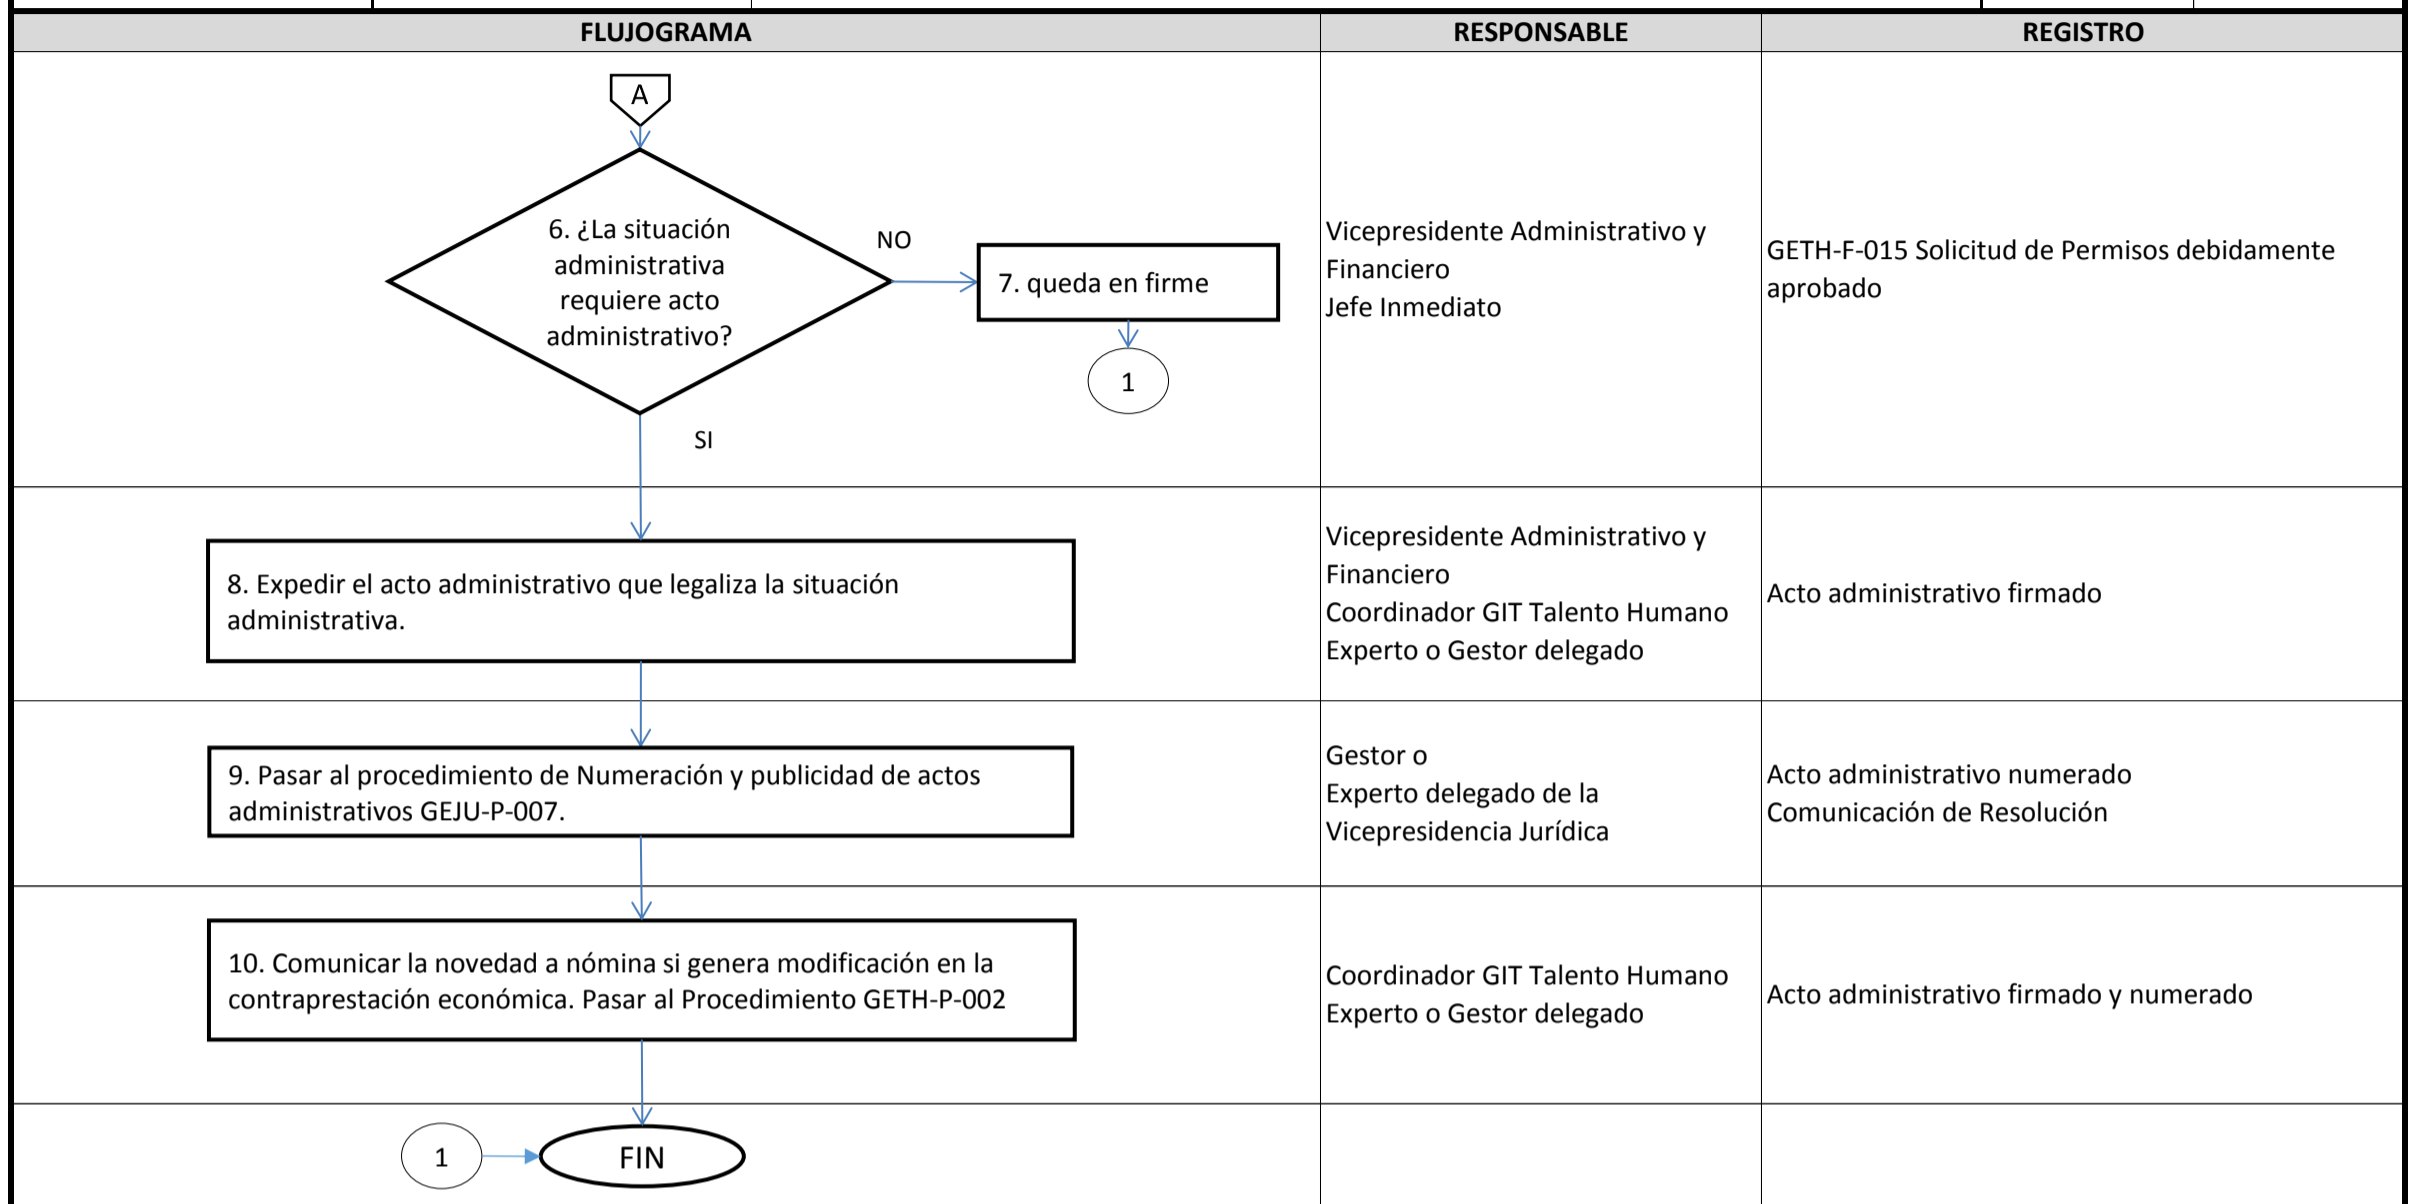 FLUJOGRAMA
RESPONSABLE
REGISTRO
A
6. ¿La situación
administrativa
requiere acto
administrativo?
NO
7. queda en firme
1
SI
Vicepresidente Administrativo y
Financiero
Jefe Inmediato
GETH-F-015 Solicitud de Permisos debidamente
aprobado
8. Expedir el acto administrativo que legaliza la situación
administrativa.
Vicepresidente Administrativo y
Financiero
Coordinador GIT Talento Humano
Experto o Gestor delegado
Acto administrativo firmado
9. Pasar al procedimiento de Numeración y publicidad de actos
administrativos GEJU-P-007.
Gestor o
Experto delegado de la
Vicepresidencia Jurídica
Acto administrativo numerado
Comunicación de Resolución
10. Comunicar la novedad a nómina si genera modificación en la
contraprestación económica. Pasar al Procedimiento GETH-P-002
Coordinador GIT Talento Humano
Experto o Gestor delegado
Acto administrativo firmado y numerado
1
FIN